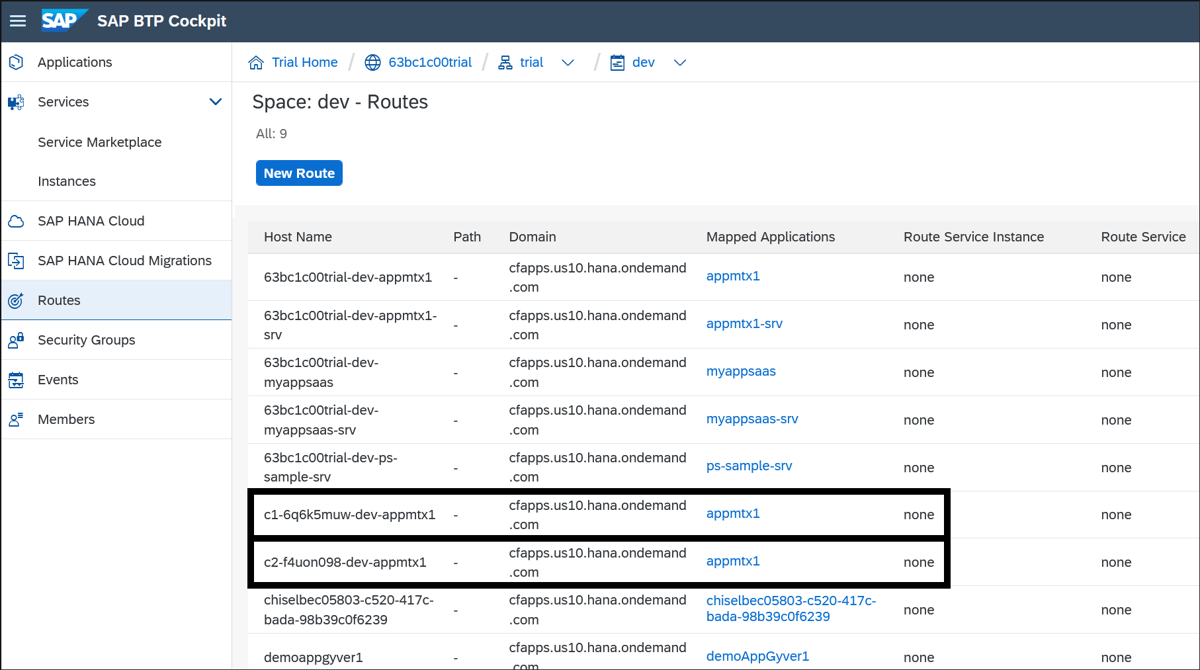 SAP SAP BTP Cockpit
Applications
Services
Service Marketplace
Instances
SAP HANA Cloud
SAP HANA Cloud Migrations
Routes
Security Groups
Events
Members
Trial Home / 63bc1c00trial / trial / dev
Space: dev - Routes
All: 9
New Route
Host Name Path Domain Mapped Applications Route Service Instance Route Service
63bc1c00trial-dev-appmtx1 - cfapps.us10.hana.ondemand appmtx1 none none
.com
63bc1c00trial-dev-appmtx1- - cfapps.us10.hana.ondemand appmtx1-srv none none
srv .com
63bc1c00trial-dev- - cfapps.us10.hana.ondemand myappsaas none none
myappsaas .com
63bc1c00trial-dev- - cfapps.us10.hana.ondemand myappsaas-srv none none
myappsaas-srv .com
63bc1c00trial-dev-ps- - cfapps.us10.hana.ondemand ps-sample-srv none none
sample-srv .com
c1-6q6k5muw-dev-appmtx1 - cfapps.us10.hana.ondemand appmtx1 none none
.com
c2-f4uon098-dev-appmtx1 - cfapps.us10.hana.ondemand appmtx1 none none
.com
chiselbec05803-c520-417c- - cfapps.us10.hana.ondemand chiselbec05803-c520-417c- none none
bada-98b39c0f6239 .com bada-98b39c0f6239
demoappgyver1 - cfapps.us10.hana.ondemand demoAppGyver1 none none
.com